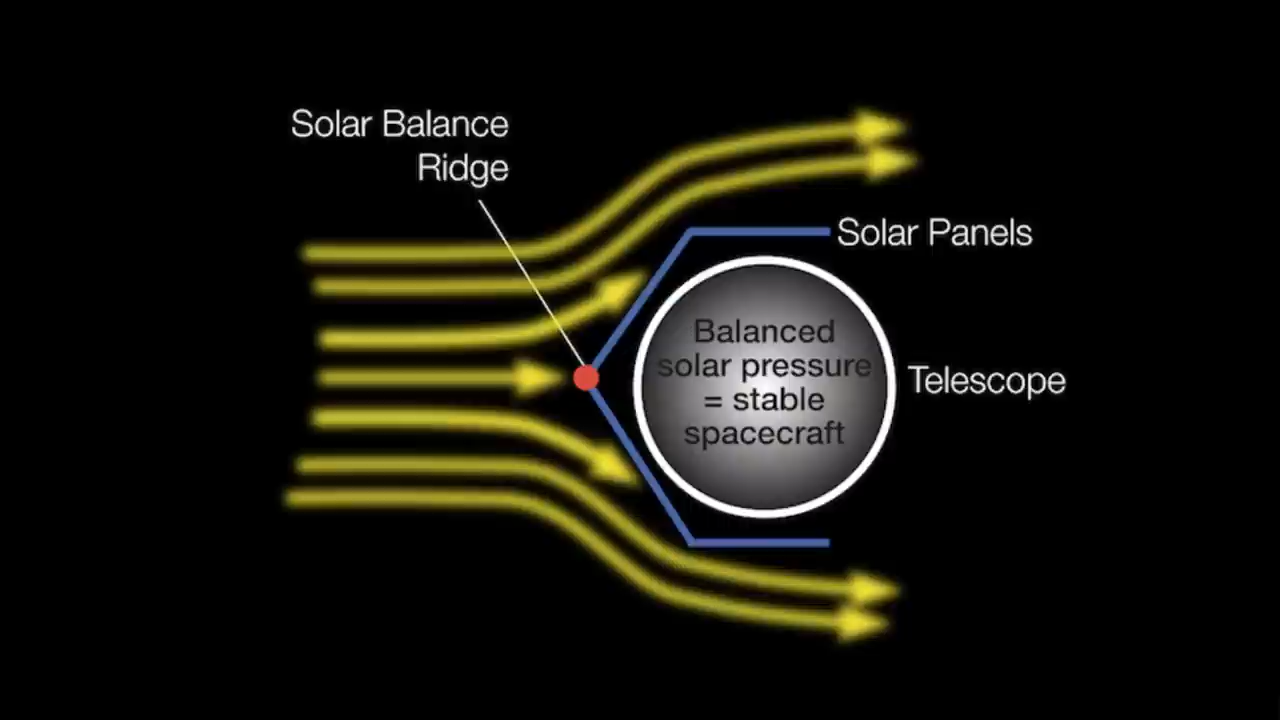 Solar Balance
Ridge
Solar Panels
Balanced
solar pressure
= stable
spacecraft
Telescope